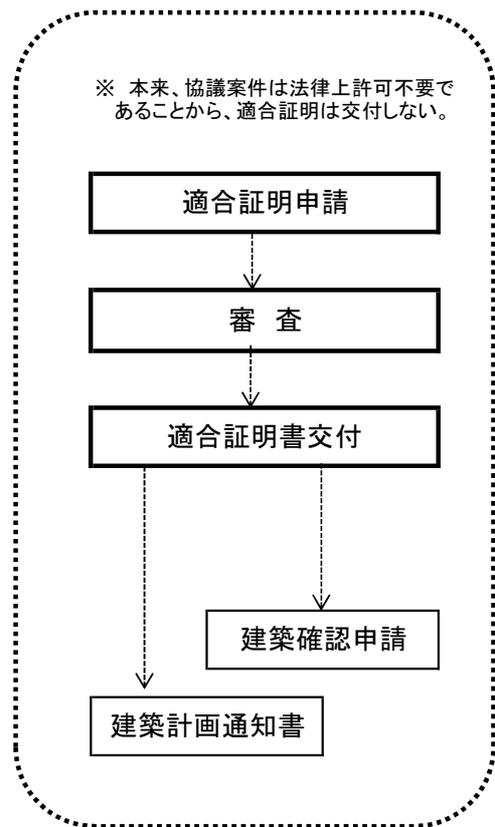 ※ 本来、協議案件は法律上許可不要で
あることから、適合証明は交付しない。
適合証明申請
審 査
適合証明書交付
建築確認申請
建築計画通知書